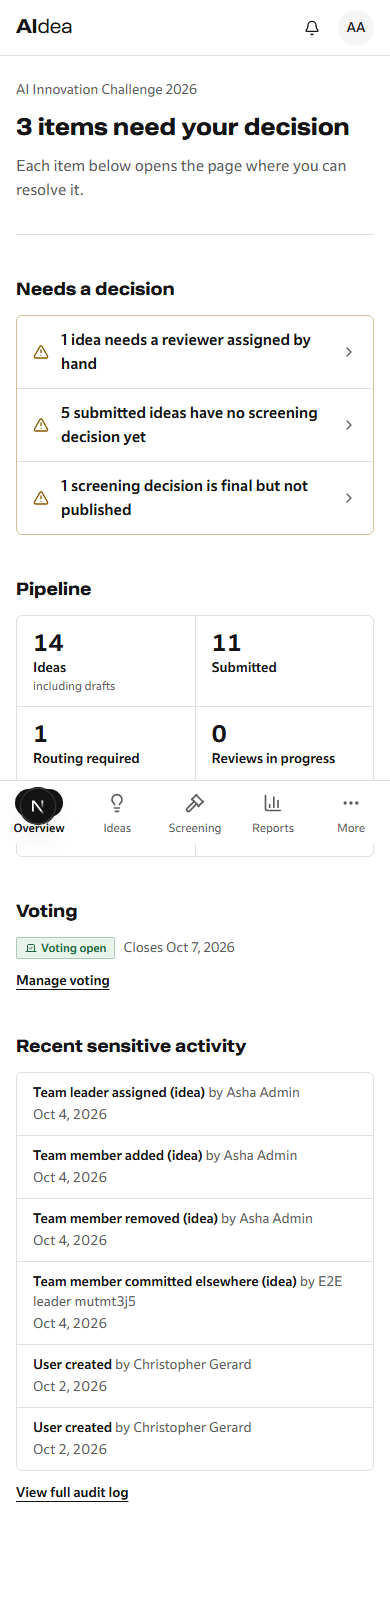 AIdea
AA
AI Innovation Challenge 2026
3 items need your decision
Each item below opens the page where you can
resolve it.
Needs a decision
1 idea needs a reviewer assigned by
hand
5 submitted ideas have no screening
decision yet
1 screening decision is final but not
published
Pipeline
14
Ideas
including drafts
11
Submitted
1
Routing required
0
Reviews in progress
N
Overview
Ideas
Screening
Reports
More
Voting
Voting open
Closes Oct 7, 2026
Manage voting
Recent sensitive activity
Team leader assigned (idea) by Asha Admin
Oct 4, 2026
Team member added (idea) by Asha Admin
Oct 4, 2026
Team member removed (idea) by Asha Admin
Oct 4, 2026
Team member committed elsewhere (idea) by E2E
leader mutmt3j5
Oct 4, 2026
User created by Christopher Gerard
Oct 2, 2026
User created by Christopher Gerard
Oct 2, 2026
View full audit log